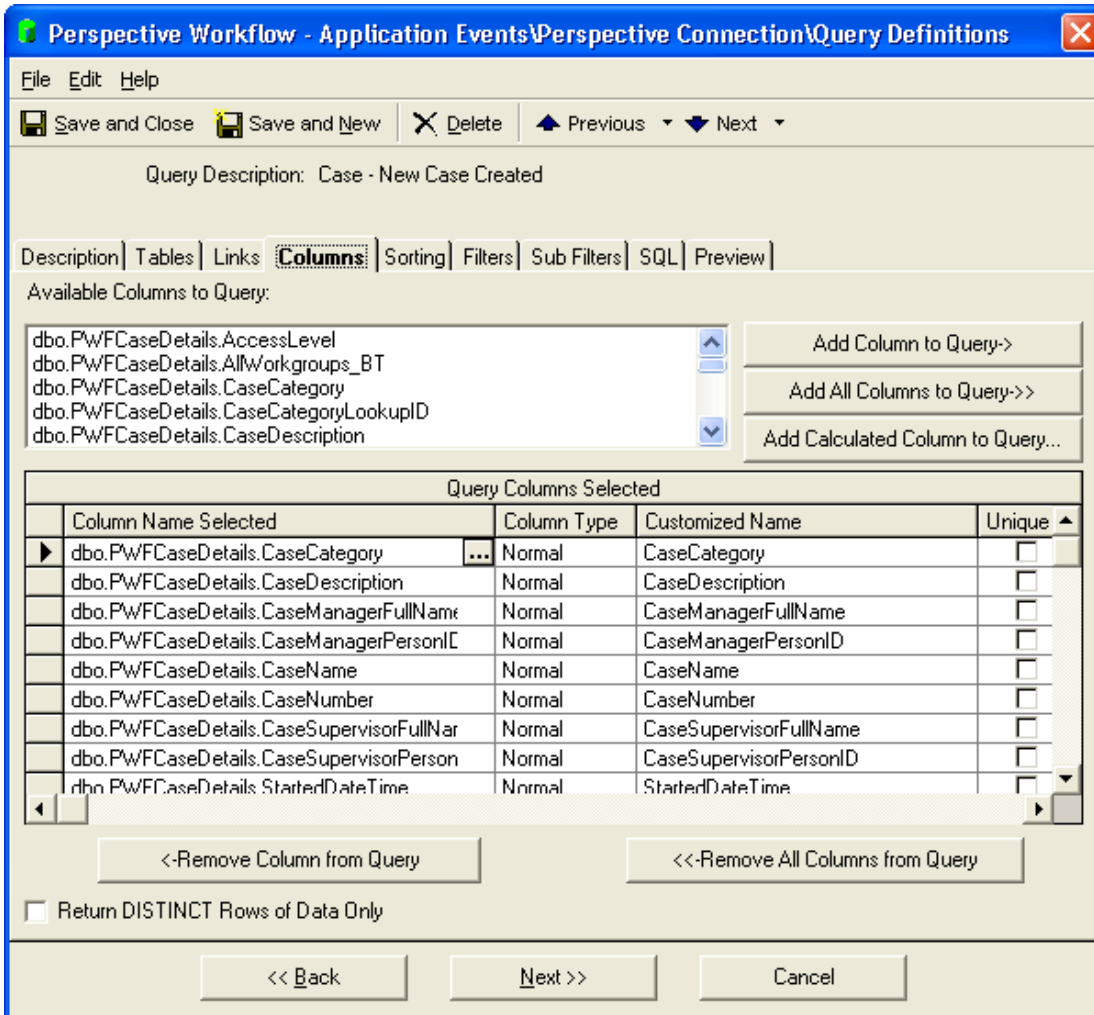 Perspective Workflow - Application Events\Perspective Connection\Query Definitions
File Edit Help
Save and Close Save and New Delete Previous Next
Query Description: Case - New Case Created
Description Tables Links Columns Sorting Filters Sub Filters SQL Preview
Available Columns to Query:
dbo.PWFCaseDetails.AccessLevel
dbo.PWFCaseDetails.AllWorkgroups_BT
dbo.PWFCaseDetails.CaseCategory
dbo.PWFCaseDetails.CaseCategoryLookupID
dbo.PWFCaseDetails.CaseDescription
Add Column to Query->
Add All Columns to Query->>
Add Calculated Column to Query...
Query Columns Selected
Column Name Selected Column Type Customized Name Unique
dbo.PWFCaseDetails.CaseCategory ... Normal CaseCategory
dbo.PWFCaseDetails.CaseDescription Normal CaseDescription
dbo.PWFCaseDetails.CaseManagerFullName Normal CaseManagerFullName
dbo.PWFCaseDetails.CaseManagerPersonID Normal CaseManagerPersonID
dbo.PWFCaseDetails.CaseName Normal CaseName
dbo.PWFCaseDetails.CaseNumber Normal CaseNumber
dbo.PWFCaseDetails.CaseSupervisorFullNar Normal CaseSupervisorFullName
dbo.PWFCaseDetails.CaseSupervisorPerson Normal CaseSupervisorPersonID
dbo.PWFCaseDetails.StartedDateTime Normal StartedDateTime
<-Remove Column from Query <<-Remove All Columns from Query
Return DISTINCT Rows of Data Only
<< Back Next >> Cancel